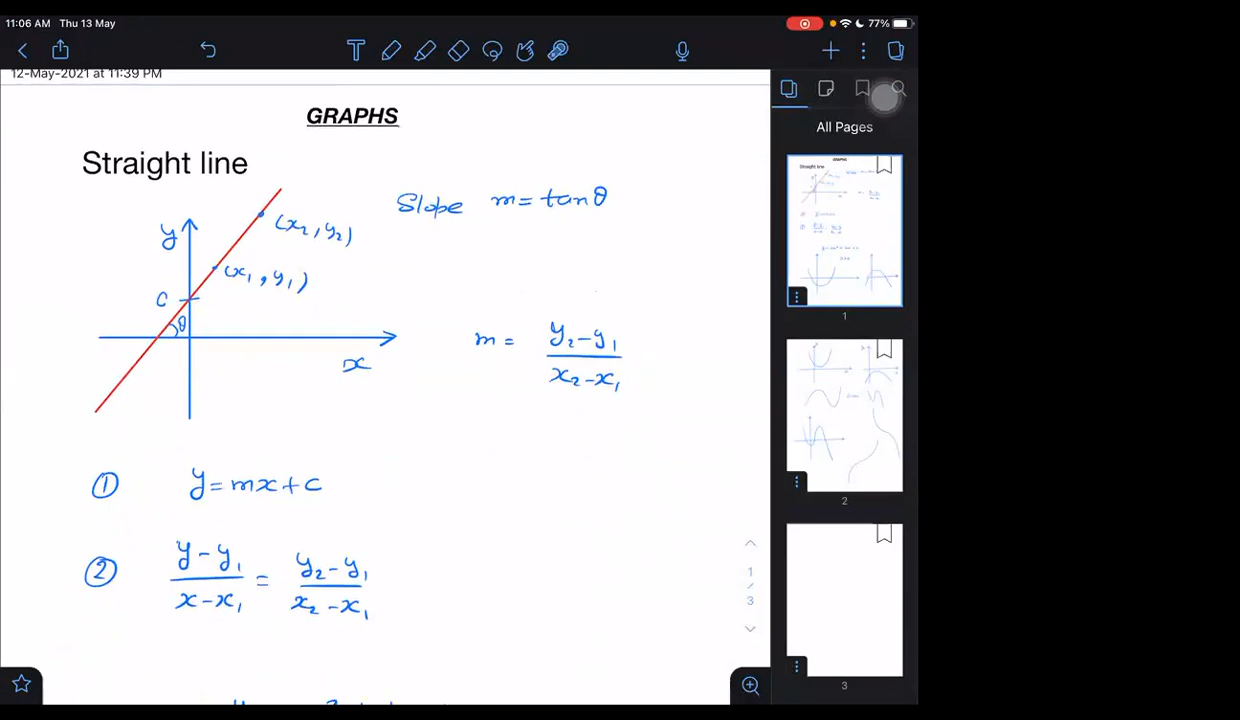 11:06 AM Thu 13 May 77%
12-May-2021 at 11:39 PM
All Pages
GRAPHS
Straight line
Slope m = tanθ
y
(x₂, y₂)
(x₁, y₁)
c
θ
x
m = y₂ - y₁ / x₂ - x₁
① y = mx + c
② y - y₁ / x - x₁ = y₂ - y₁ / x₂ - x₁
1
/
3
1
2
3